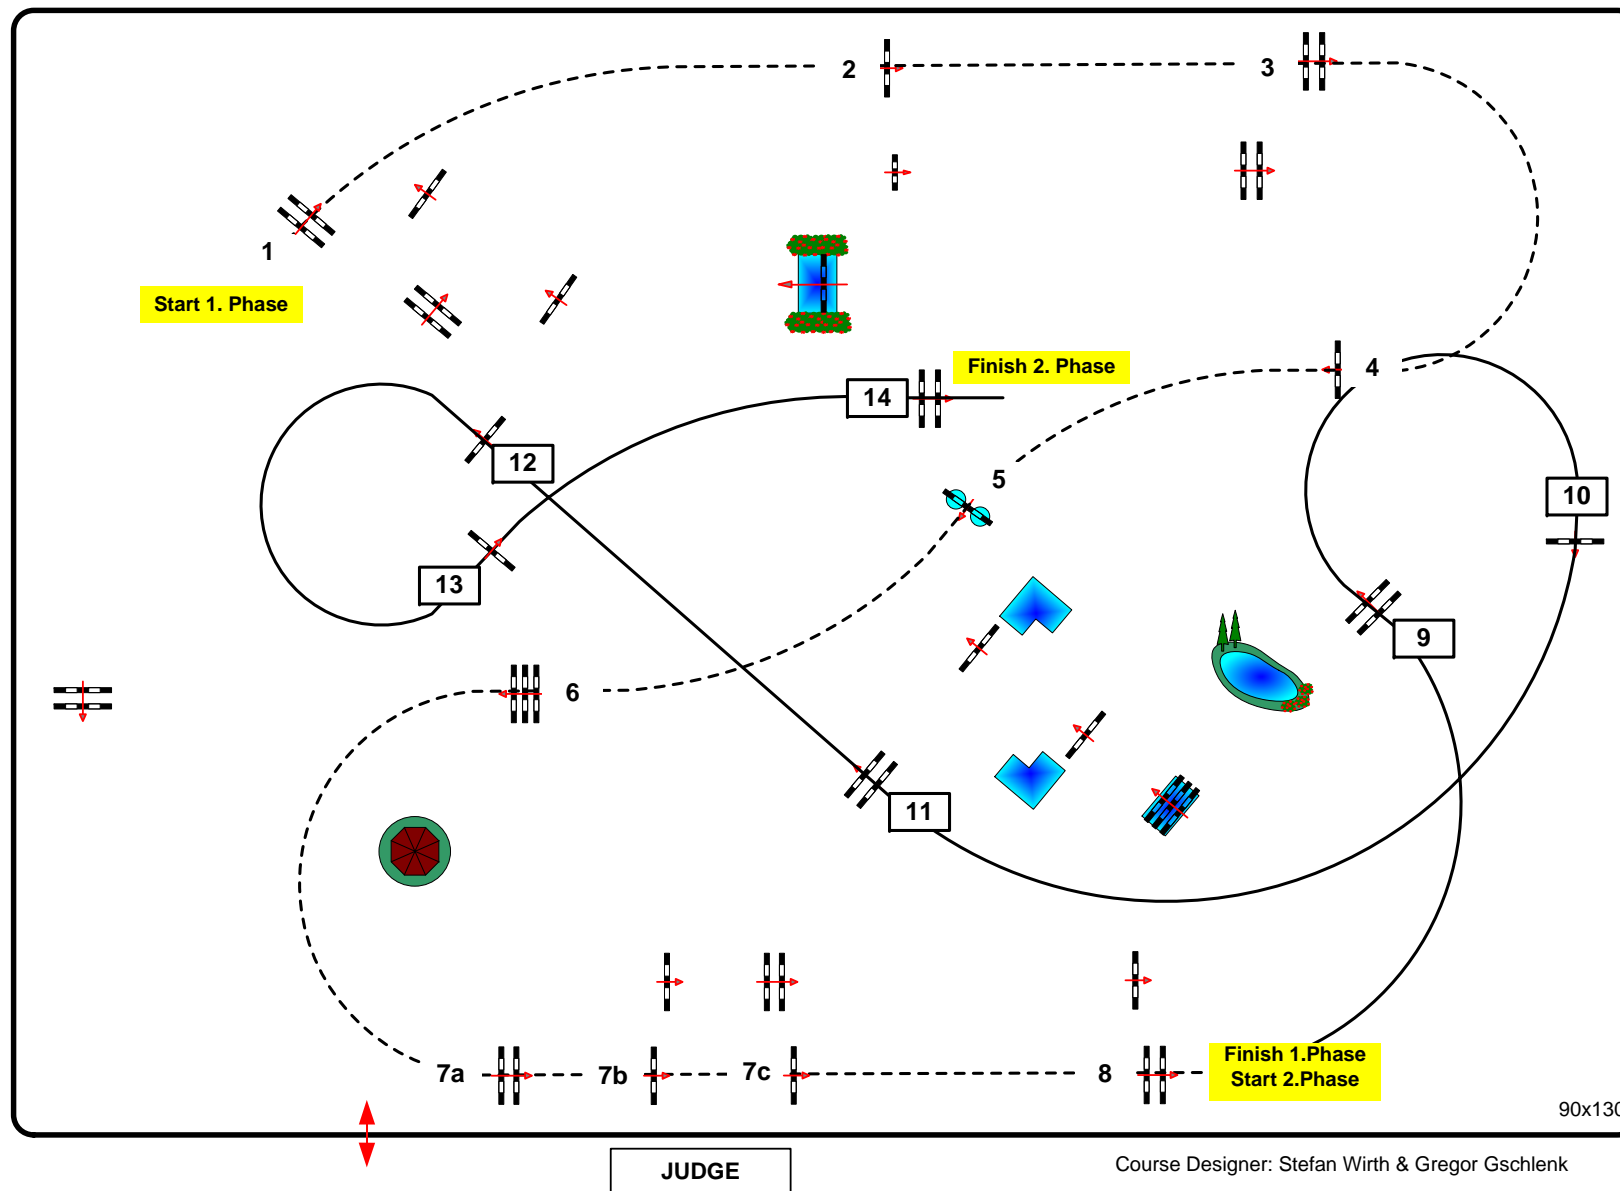 2
3
1
Start 1. Phase
Finish 2. Phase
4
14
12
5
10
13
9
6
11
7a
7b
7c
8
Finish 1.Phase
Start 2.Phase
90x130
JUDGE
Course Designer: Stefan Wirth & Gregor Gschlenk